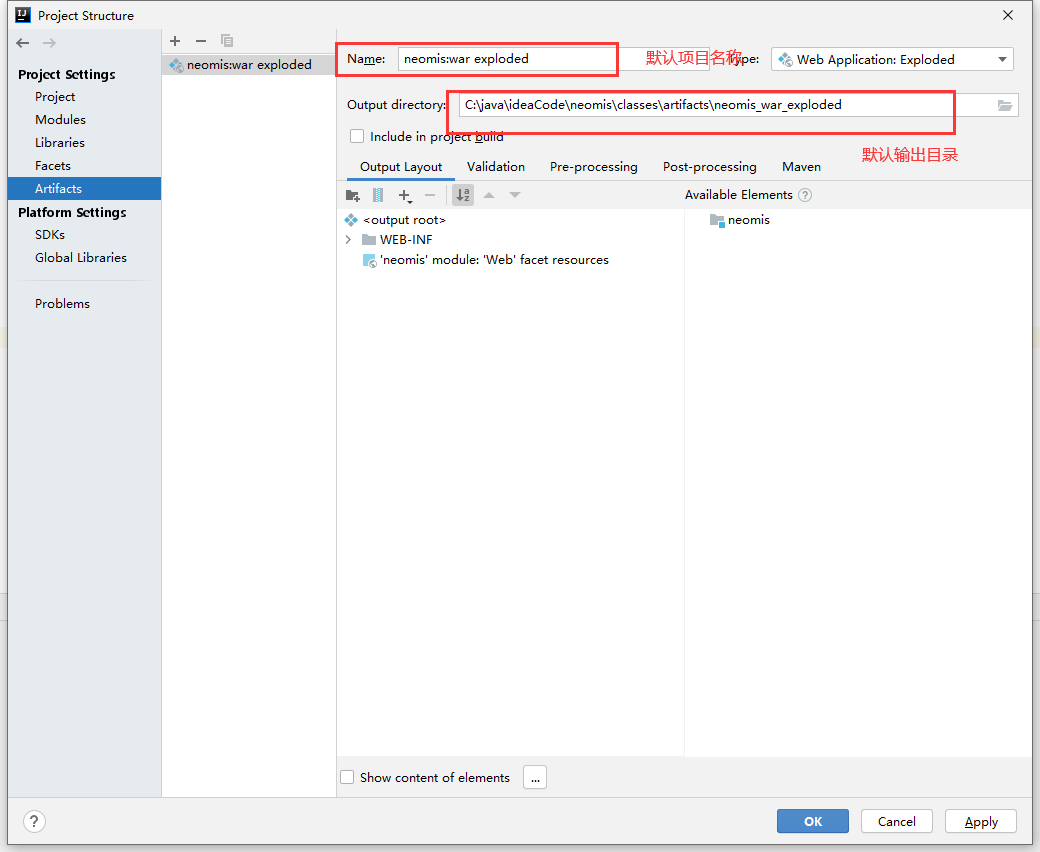 Project Structure
Project Settings
Project
Modules
Libraries
Facets
Artifacts
Platform Settings
SDKs
Global Libraries
Problems
neomis:war exploded
Name: neomis:war exploded 默认项目名称 Type: Web Application: Exploded
Output directory: C:\java\ideaCode\neomis\classes\artifacts\neomis_war_exploded
Include in project build
默认输出目录
Output Layout Validation Pre-processing Post-processing Maven
Available Elements ?
<output root>
WEB-INF
'neomis' module: 'Web' facet resources
neomis
Show content of elements ...
? OK Cancel Apply